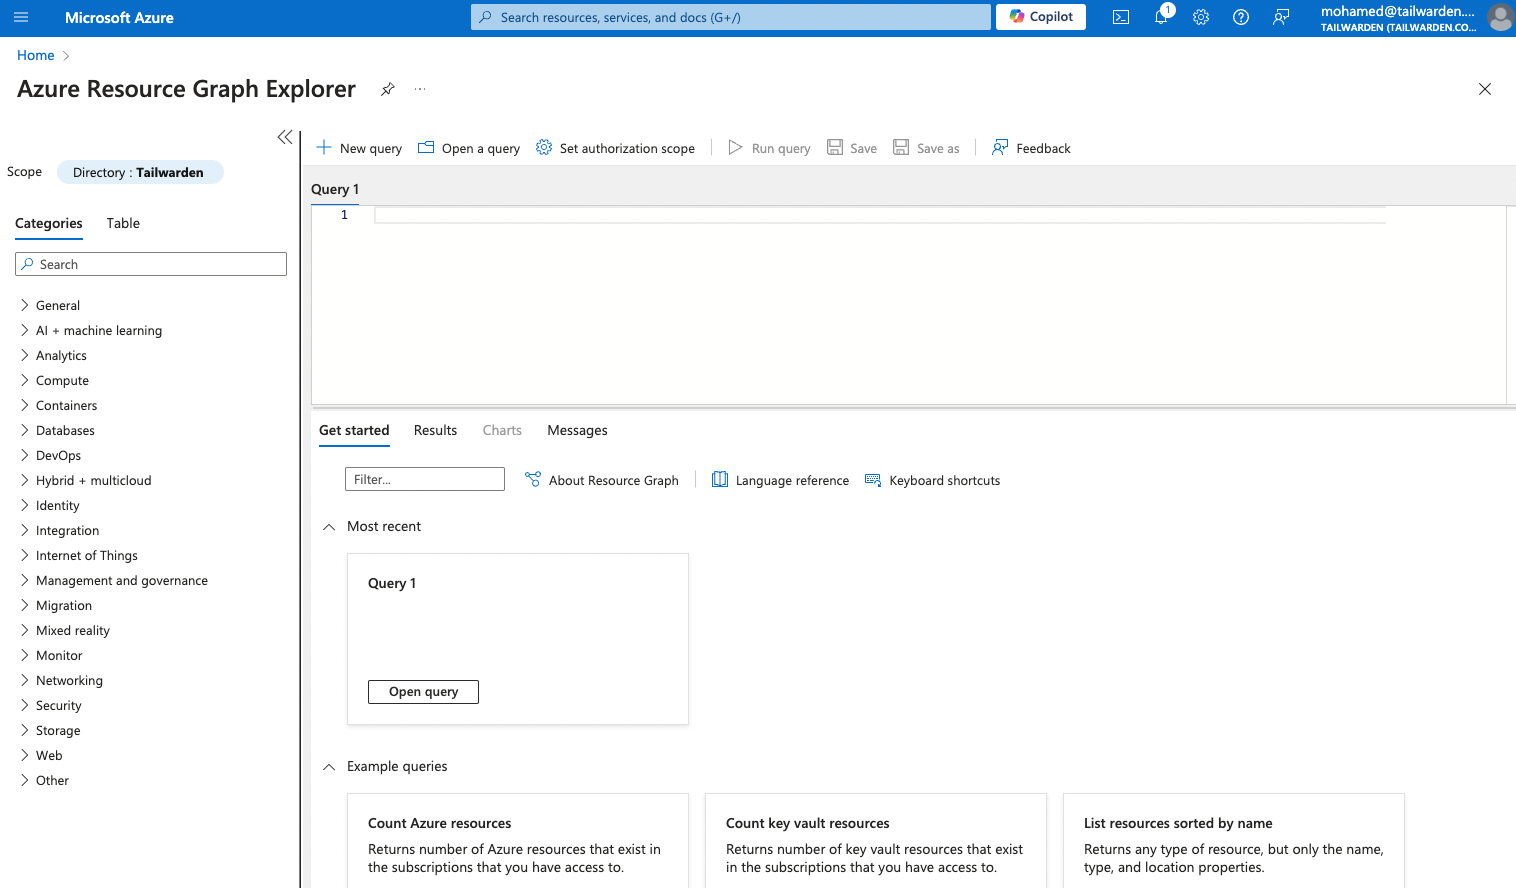 Microsoft Azure
Search resources, services, and docs (G+/)
Copilot
1
mohamed@tailwarden....
TAILWARDEN (TAILWARDEN.CO...
Home
Azure Resource Graph Explorer
...
Scope
Directory : Tailwarden
Categories
Table
Search
General
AI + machine learning
Analytics
Compute
Containers
Databases
DevOps
Hybrid + multicloud
Identity
Integration
Internet of Things
Management and governance
Migration
Mixed reality
Monitor
Networking
Security
Storage
Web
Other
New query
Open a query
Set authorization scope
Run query
Save
Save as
Feedback
Query 1
1
Get started
Results
Charts
Messages
Filter...
About Resource Graph
Language reference
Keyboard shortcuts
Most recent
Query 1
Open query
Example queries
Count Azure resources
Returns number of Azure resources that exist in
the subscriptions that you have access to.
Count key vault resources
Returns number of key vault resources that exist
in the subscriptions that you have access to.
List resources sorted by name
Returns any type of resource, but only the name,
type, and location properties.